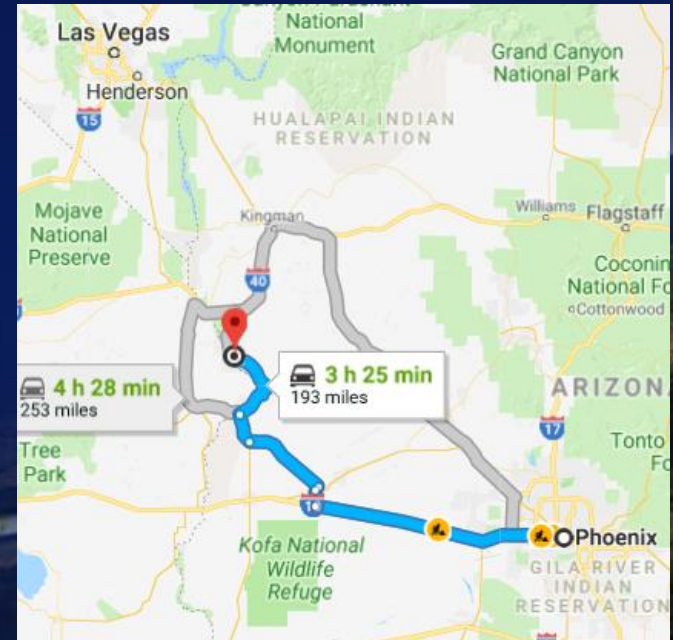 National
Monument
Las Vegas
Henderson
15
Grand Canyon
National Park
HUALAPAI INDIAN
RESERVATION
Mojave
National
Preserve
Kingman
Williams
Flagstaff
40
Coconin
National Fo
Cottonwood
4 h 28 min
253 miles
3 h 25 min
193 miles
ARIZONA
17
Tree
Park
Tonto
Fo
10
Kofa National
Wildlife
Refuge
Phoenix
GILA RIVER
INDIAN
RESERVATION